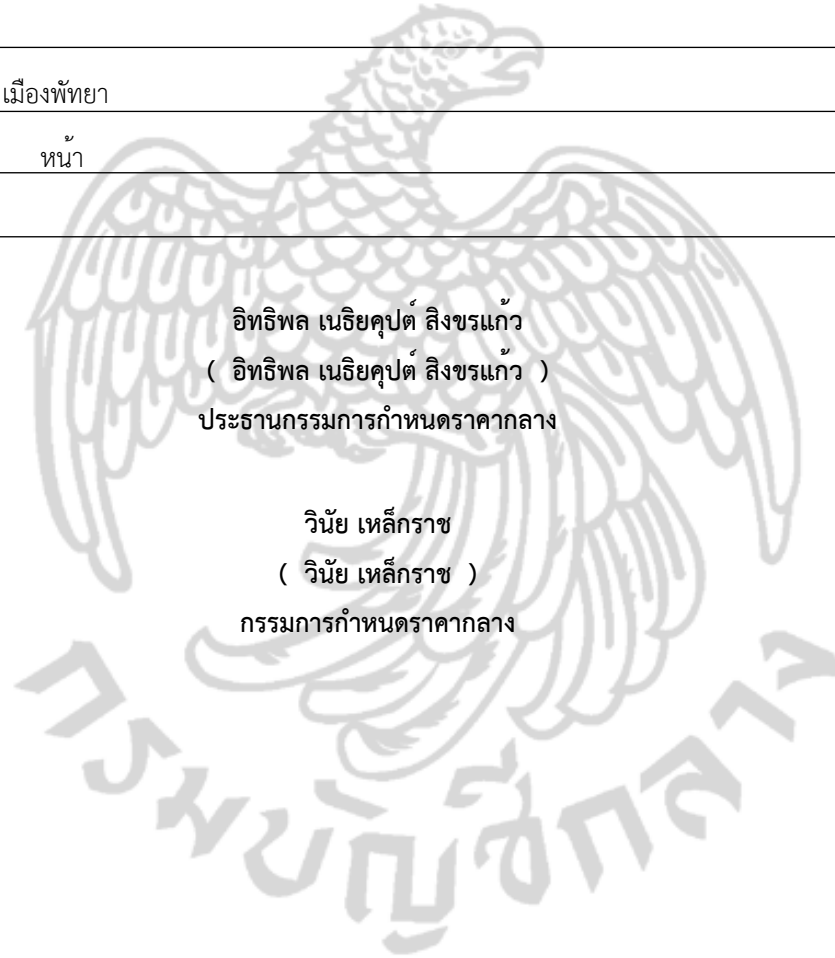 เมืองพัทยา
หน้า
อิทธิพล เนธิยคุปต์ สิงขรแก้ว
( อิทธิพล เนธิยคุปต์ สิงขรแก้ว )
ประธานกรรมการกำหนดราคากลาง
วินัย เหล็กราช
( วินัย เหล็กราช )
กรรมการกำหนดราคากลาง
กรมบัญชีกลาง